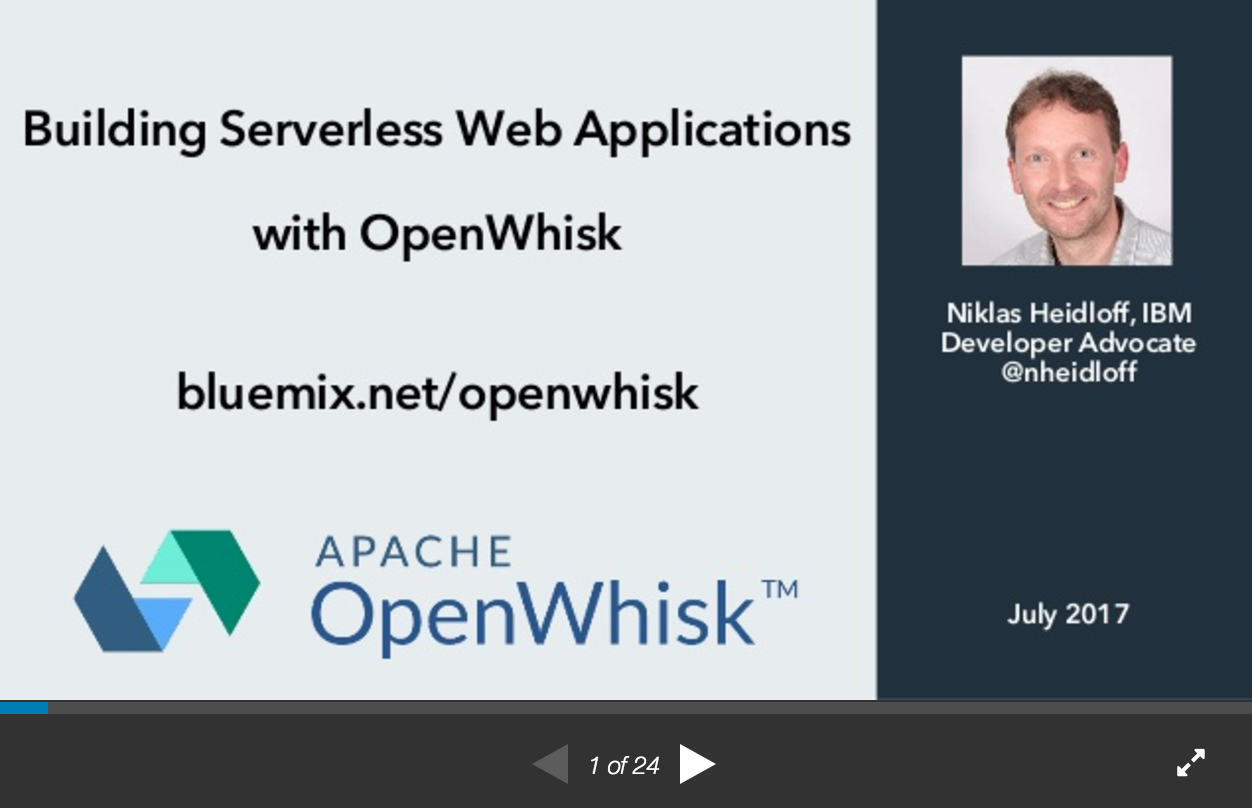 Building Serverless Web Applications
with OpenWhisk
bluemix.net/openwhisk
APACHE
OpenWhisk™
Niklas Heidloff, IBM
Developer Advocate
@nheidloff
July 2017
1 of 24